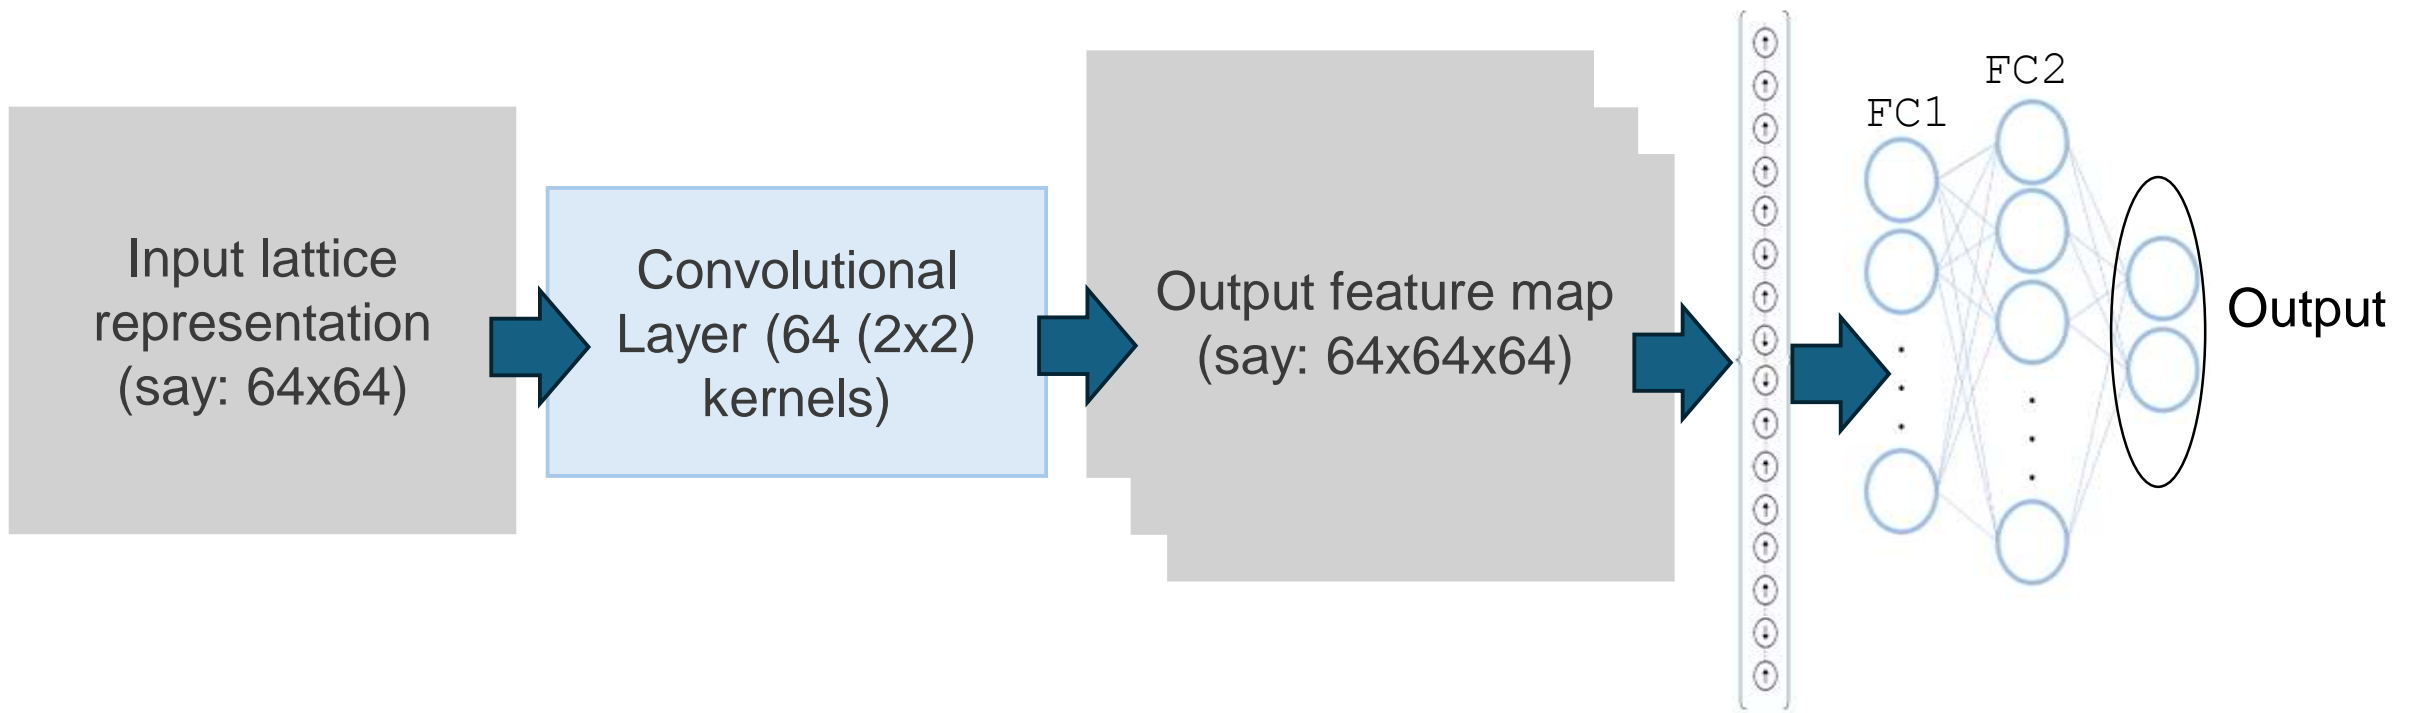 Input lattice
representation
(say: 64x64)
Convolutional
Layer (64 (2x2)
kernels)
Output feature map
(say: 64x64x64)
FC1
FC2
Output